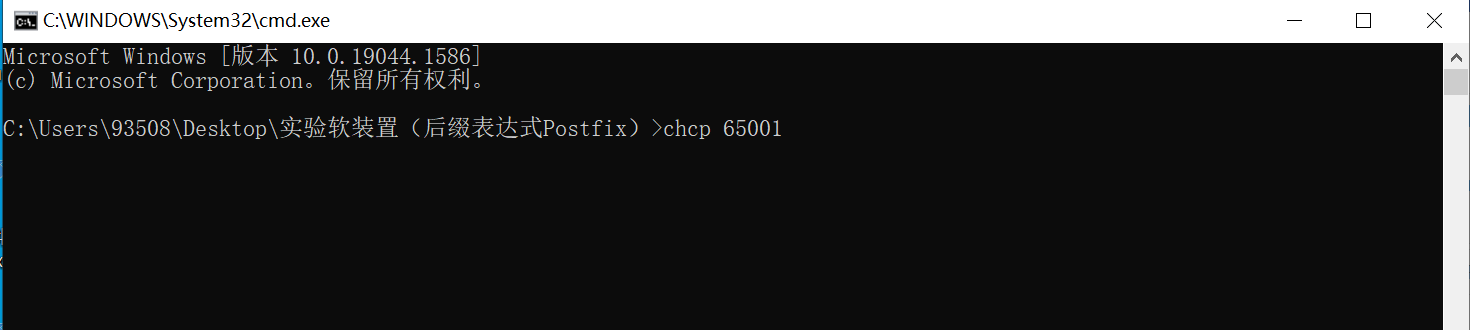 C:\WINDOWS\System32\cmd.exe
Microsoft Windows [版本 10.0.19044.1586]
(c) Microsoft Corporation。保留所有权利。
C:\Users\93508\Desktop\实验软装置（后缀表达式Postfix）>chcp 65001